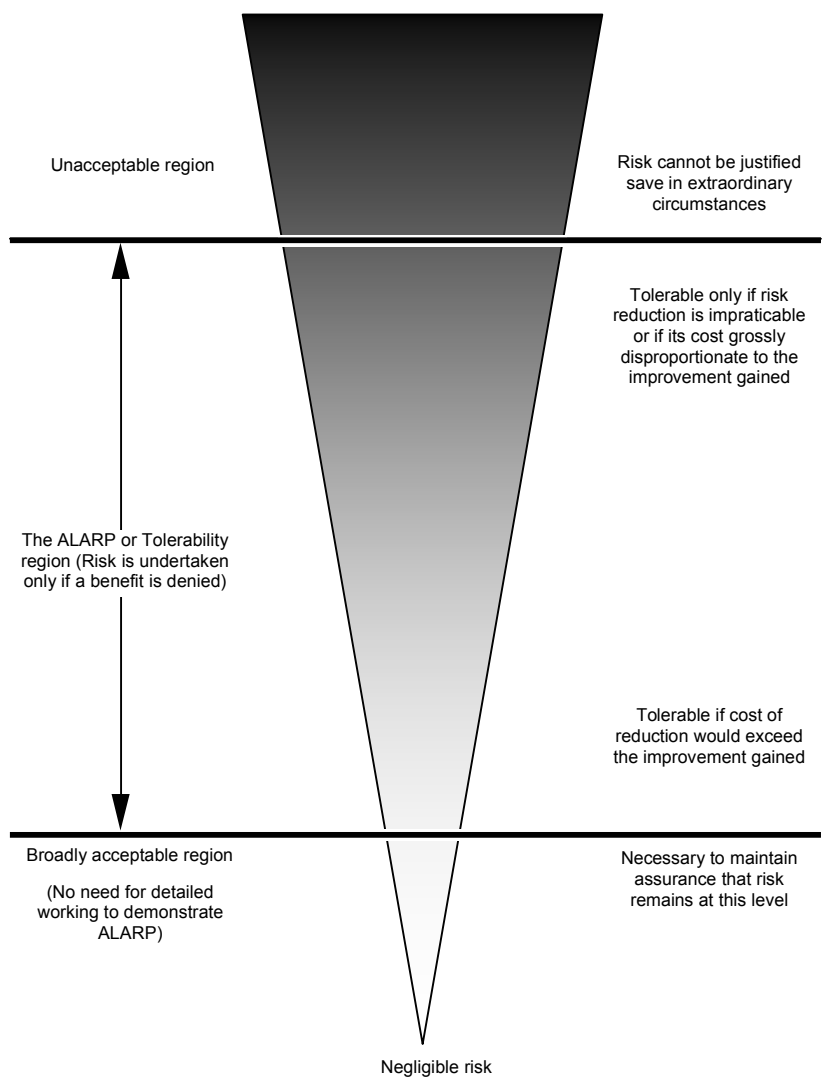 Unacceptable region
Risk cannot be justified
save in extraordinary
circumstances
Tolerable only if risk
reduction is impraticable
or if its cost grossly
disproportionate to the
improvement gained
The ALARP or Tolerability
region (Risk is undertaken
only if a benefit is denied)
Tolerable if cost of
reduction would exceed
the improvement gained
Broadly acceptable region
(No need for detailed
working to demonstrate
ALARP)
Necessary to maintain
assurance that risk
remains at this level
Negligible risk